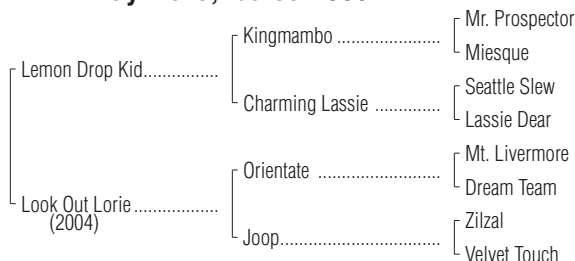 Mr. Prospector
Kingmambo ....................
Miesque
Lemon Drop Kid...............
Seattle Slew
Charming Lassie .............
Lassie Dear
Mt. Livermore
Orientate ........................
Dream Team
Look Out Lorie.................
(2004)
Zilzal
Joop................................
Velvet Touch